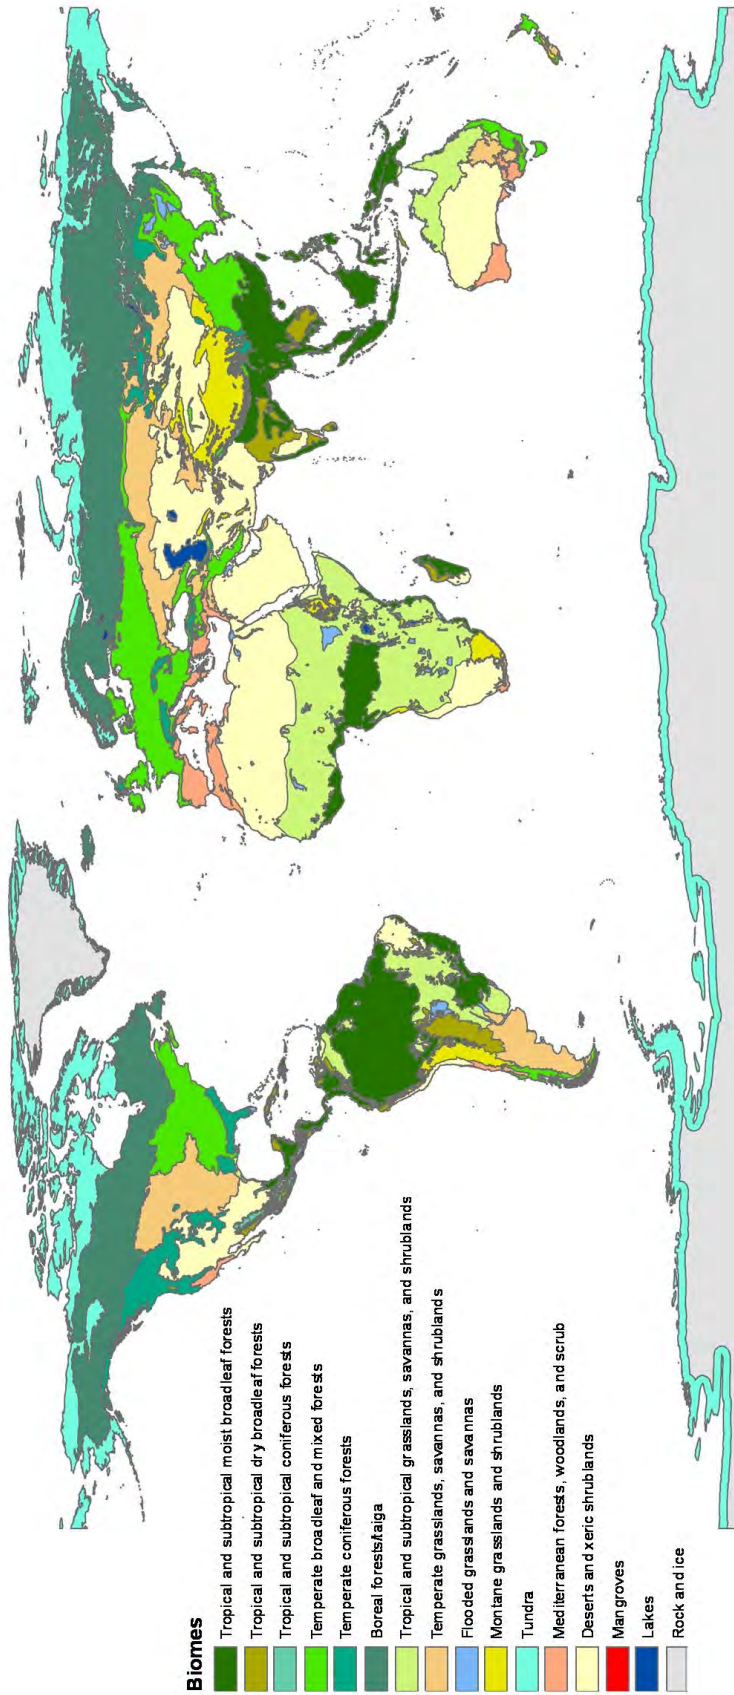 Biomes
Tropical and subtropical moist broadleaf forests
Tropical and subtropical dry broadleaf forests
Tropical and subtropical coniferous forests
Temperate broadleaf and mixed forests
Temperate coniferous forests
Boreal forests/taiga
Tropical and subtropical grasslands, savannas, and shrublands
Temperate grasslands, savannas, and shrublands
Flooded grasslands and savannas
Montane grasslands and shrublands
Tundra
Mediterranean forests, woodlands, and scrub
Deserts and xeric shrublands
Mangroves
Lakes
Rock and ice